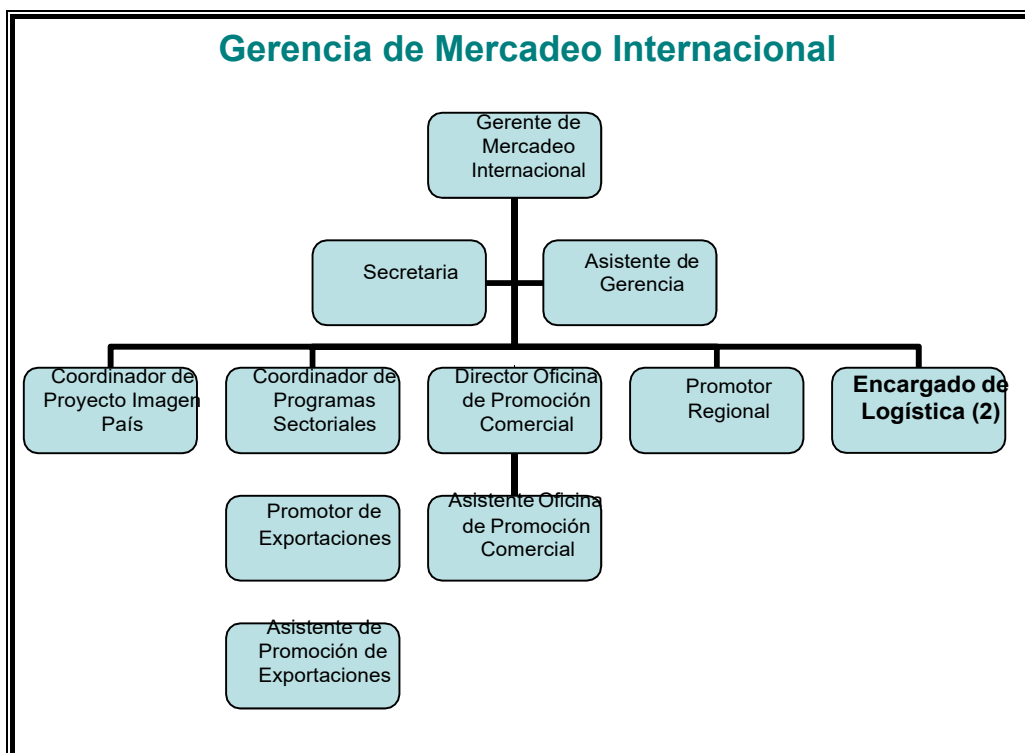 Gerencia de Mercadeo Internacional
Gerente de
Mercadeo
Internacional
Secretaria
Asistente de
Gerencia
Coordinador de
Proyecto Imagen
País
Coordinador de
Programas
Sectoriales
Director Oficina
de Promoción
Comercial
Promotor
Regional
Encargado de
Logística (2)
Promotor de
Exportaciones
Asistente Oficina
de Promoción
Comercial
Asistente de
Promoción de
Exportaciones